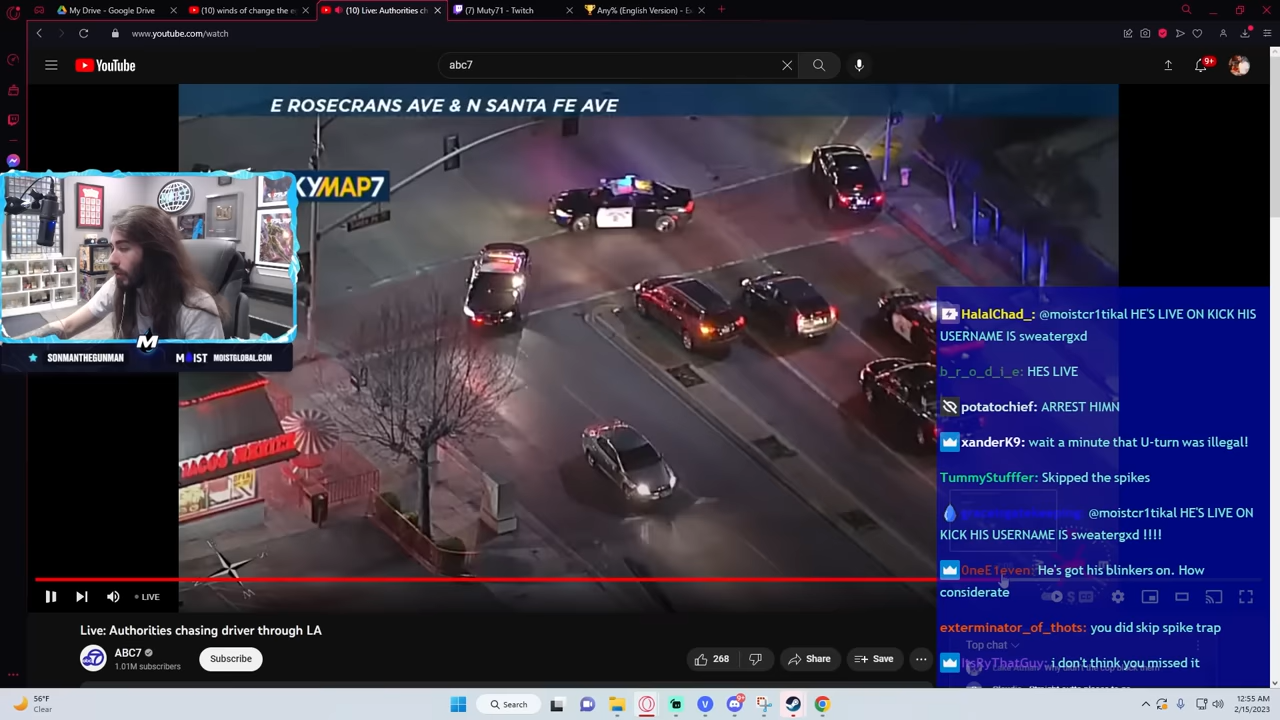 My Drive - Google Drive
(10) winds of change the e
(10) Live: Authorities ch
Muty71 - Twitch
Any% (English Version) - E
www.youtube.com/watch
YouTube
abc7
9+
E ROSECRANS AVE & N SANTA FE AVE
KYMAP7
OPEN
SONMANTHEGUNMAN
M
MOIST
MOISTGLOBAL.COM
HalalChad_: @moistcr1tikal HE'S LIVE ON KICK HIS
USERNAME IS sweatergxd
b_r_o_d_i_e: HES LIVE
potatochief: ARREST HIMN
xanderK9: wait a minute that U-turn was illegal!
TummyStufffer: Skipped the spikes
@moistcr1tikal HE'S LIVE ON
KICK HIS USERNAME IS sweatergxd !!!!
0neE1even: He's got his blinkers on. How
considerate
exterminator_of_thots: you did skip spike trap
ItsRyThatGuy: i don't think you missed it
LIVE
Live: Authorities chasing driver through LA
ABC7
1.01M subscribers
Subscribe
268
Share
Save
Top chat
56°F
Clear
Search
12:55 AM
2/15/2023